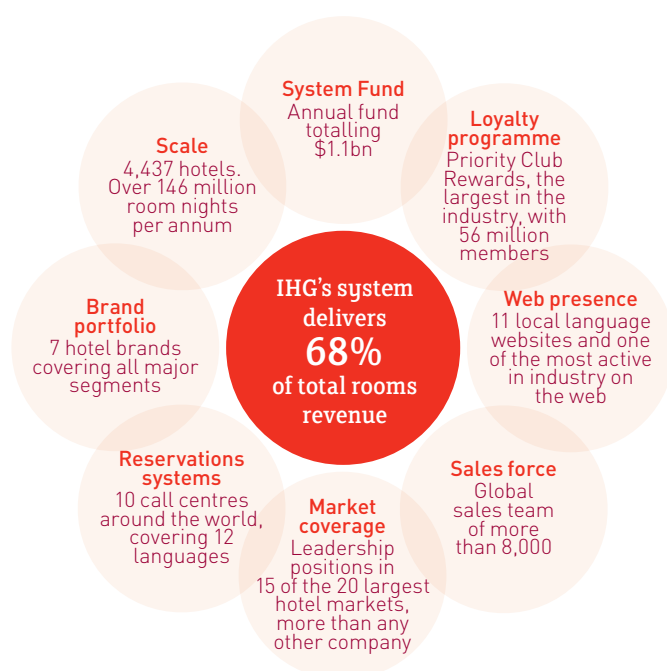 System Fund
Annual fund
totalling
$1.1bn
Loyalty
programme
Priority Club
Rewards, the
largest in the
industry, with
56 million
members
Web presence
11 local language
websites and one
of the most active
in industry on
the web
Sales force
Global
sales team
of more
than 8,000
Market
coverage
Leadership
positions in
15 of the 20 largest
hotel markets,
more than any
other company
Reservations
systems
10 call centres
around the world,
covering 12
languages
Brand
portfolio
7 hotel brands
covering all major
segments
Scale
4,437 hotels.
Over 146 million
room nights
per annum
IHG's system
delivers
68%
of total rooms
revenue